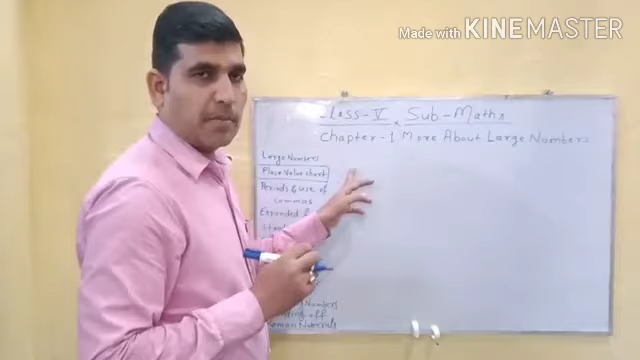 Made with KINEMASTER
Class - V Sub - Maths
Chapter - 1 More About Large Numbers
Large Numbers
Place Value chart
Periods & use of
commas
Expanded &
Numbers
off
Roman Numerals